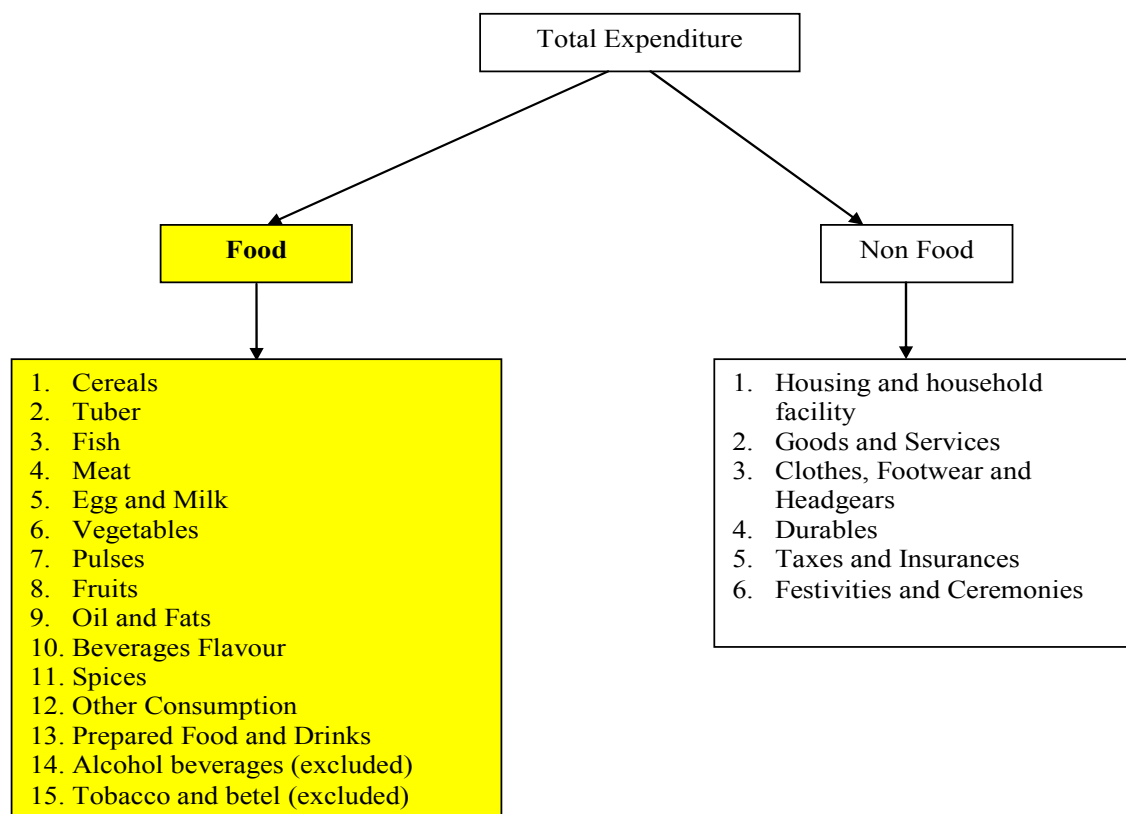 Total Expenditure
Food
Non Food
1. Cereals
2. Tuber
3. Fish
4. Meat
5. Egg and Milk
6. Vegetables
7. Pulses
8. Fruits
9. Oil and Fats
10. Beverages Flavour
11. Spices
12. Other Consumption
13. Prepared Food and Drinks
14. Alcohol beverages (excluded)
15. Tobacco and betel (excluded)
1. Housing and household
facility
2. Goods and Services
3. Clothes, Footwear and
Headgears
4. Durables
5. Taxes and Insurances
6. Festivities and Ceremonies